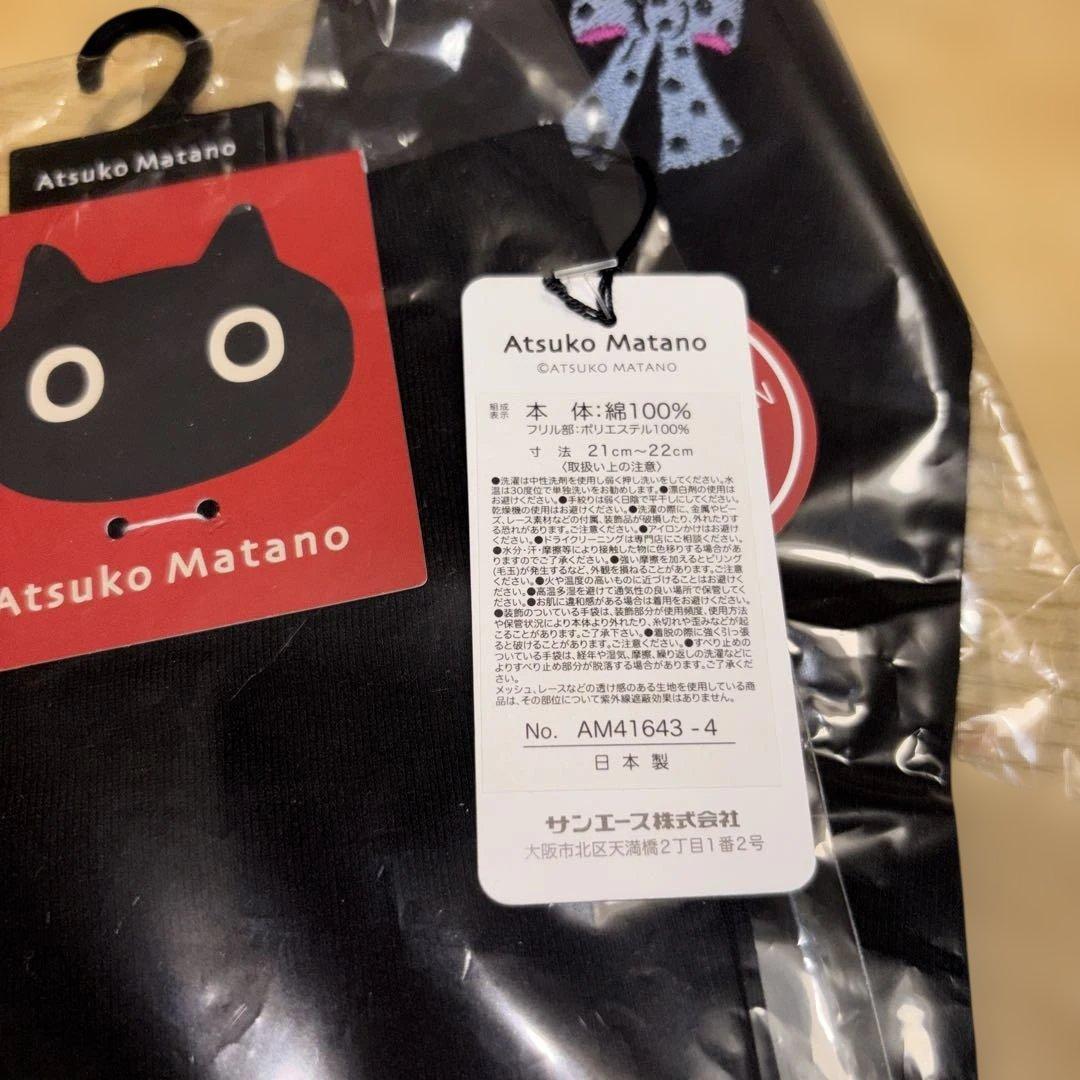 Atsuko Matano
Atsuko Matano
Atsuko Matano
©ATSUKO MATANO
組成
表示
本 体:綿100%
フリル部:ポリエステル100%
寸 法 21cm〜22cm
〈取扱い上の注意〉
●洗濯は中性洗剤を使用し弱く押し洗いをしてください。水
温は30度位で単独洗いをお勧めします。●漂白剤の使用は
お避けください。●手絞りは弱く日陰で平干しにしてください。
乾燥機の使用はお避けください。●洗濯の際に、金属やビー
ズ、レース素材などの付属、装飾品が破損したり、外れたりす
る恐れがあります。ご注意ください。●アイロンかけはお避け
ください。●ドライクリーニングは専門店にご相談ください。
●水分・汗・摩擦等により接触した物に色移りする場合があ
りますのでご了承ください。●強い摩擦を加えるとピリング
(毛玉)が発生するなど、外観を損ねることがあります。ご注意
ください。●火や温度の高いものに近づけることはお避けく
ださい。●高温多湿を避けて通気性の良い場所で保管してく
ださい。●お肌に違和感がある場合は着用をお避けください。
●装飾のついている手袋は、装飾部分が使用頻度、使用方法
や保管状況により本体より外れたり、糸切れや歪みなどが起
こることがあります。ご了承下さい。●着脱の際に強く引っ張
ると破けることがあります。ご注意ください。●すべり止めの
ついている手袋は、経年や湿気、摩擦、繰り返しの洗濯などに
よりすべり止め部分が脱落する場合があります。ご了承くださ
い。
メッシュ、レースなどの透け感のある生地を使用している商
品は、その部位について紫外線遮蔽効果はありません。
No. AM41643-4
日本製
サンエース株式会社
大阪市北区天満橋2丁目1番2号